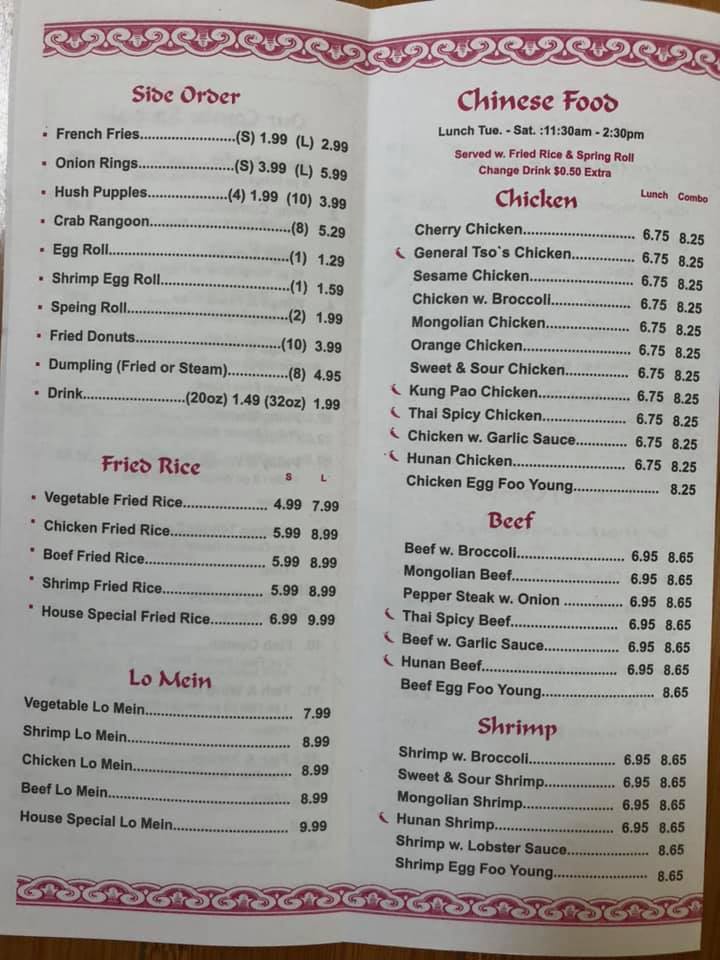 Side Order
French Fries..........................(S) 1.99 (L) 2.99
Onion Rings..........................(S) 3.99 (L) 5.99
Hush Pupples......................(4) 1.99 (10) 3.99
Crab Rangoon......................................(8) 5.29
Egg Roll.................................................(1) 1.29
Shrimp Egg Roll...................................(1) 1.59
Speing Roll...........................................(2) 1.99
Fried Donuts.......................................(10) 3.99
Dumpling (Fried or Steam)................(8) 4.95
Drink...........................(20oz) 1.49 (32oz) 1.99
Fried Rice
S L
Vegetable Fried Rice....................... 4.99 7.99
Chicken Fried Rice.......................... 5.99 8.99
Boef Fried Rice................................. 5.99 8.99
Shrimp Fried Rice............................ 5.99 8.99
House Special Fried Rice.............. 6.99 9.99
Lo Mein
Vegetable Lo Mein........................................ 7.99
Shrimp Lo Mein............................................ 8.99
Chicken Lo Mein........................................... 8.99
Beef Lo Mein................................................. 8.99
House Special Lo Mein............................... 9.99
Chinese Food
Lunch Tue. - Sat. :11:30am - 2:30pm
Served w. Fried Rice & Spring Roll
Change Drink $0.50 Extra
Chicken
Lunch Combo
Cherry Chicken............................... 6.75 8.25
General Tso`s Chicken.................. 6.75 8.25
Sesame Chicken............................. 6.75 8.25
Chicken w. Broccoli....................... 6.75 8.25
Mongolian Chicken........................ 6.75 8.25
Orange Chicken.............................. 6.75 8.25
Sweet & Sour Chicken.................. 6.75 8.25
Kung Pao Chicken.......................... 6.75 8.25
Thai Spicy Chicken........................ 6.75 8.25
Chicken w. Garlic Sauce............... 6.75 8.25
Hunan Chicken................................ 6.75 8.25
Chicken Egg Foo Young......................... 8.25
Beef
Beef w. Broccoli.............................. 6.95 8.65
Mongolian Beef............................... 6.95 8.65
Pepper Steak w. Onion ................. 6.95 8.65
Thai Spicy Beef............................... 6.95 8.65
Beef w. Garlic Sauce...................... 6.95 8.65
Hunan Beef...................................... 6.95 8.65
Beef Egg Foo Young................................ 8.65
Shrimp
Shrimp w. Broccoli......................... 6.95 8.65
Sweet & Sour Shrimp..................... 6.95 8.65
Mongolian Shrimp.......................... 6.95 8.65
Hunan Shrimp.................................. 6.95 8.65
Shrimp w. Lobster Sauce....................... 8.65
Shrimp Egg Foo Young........................... 8.65